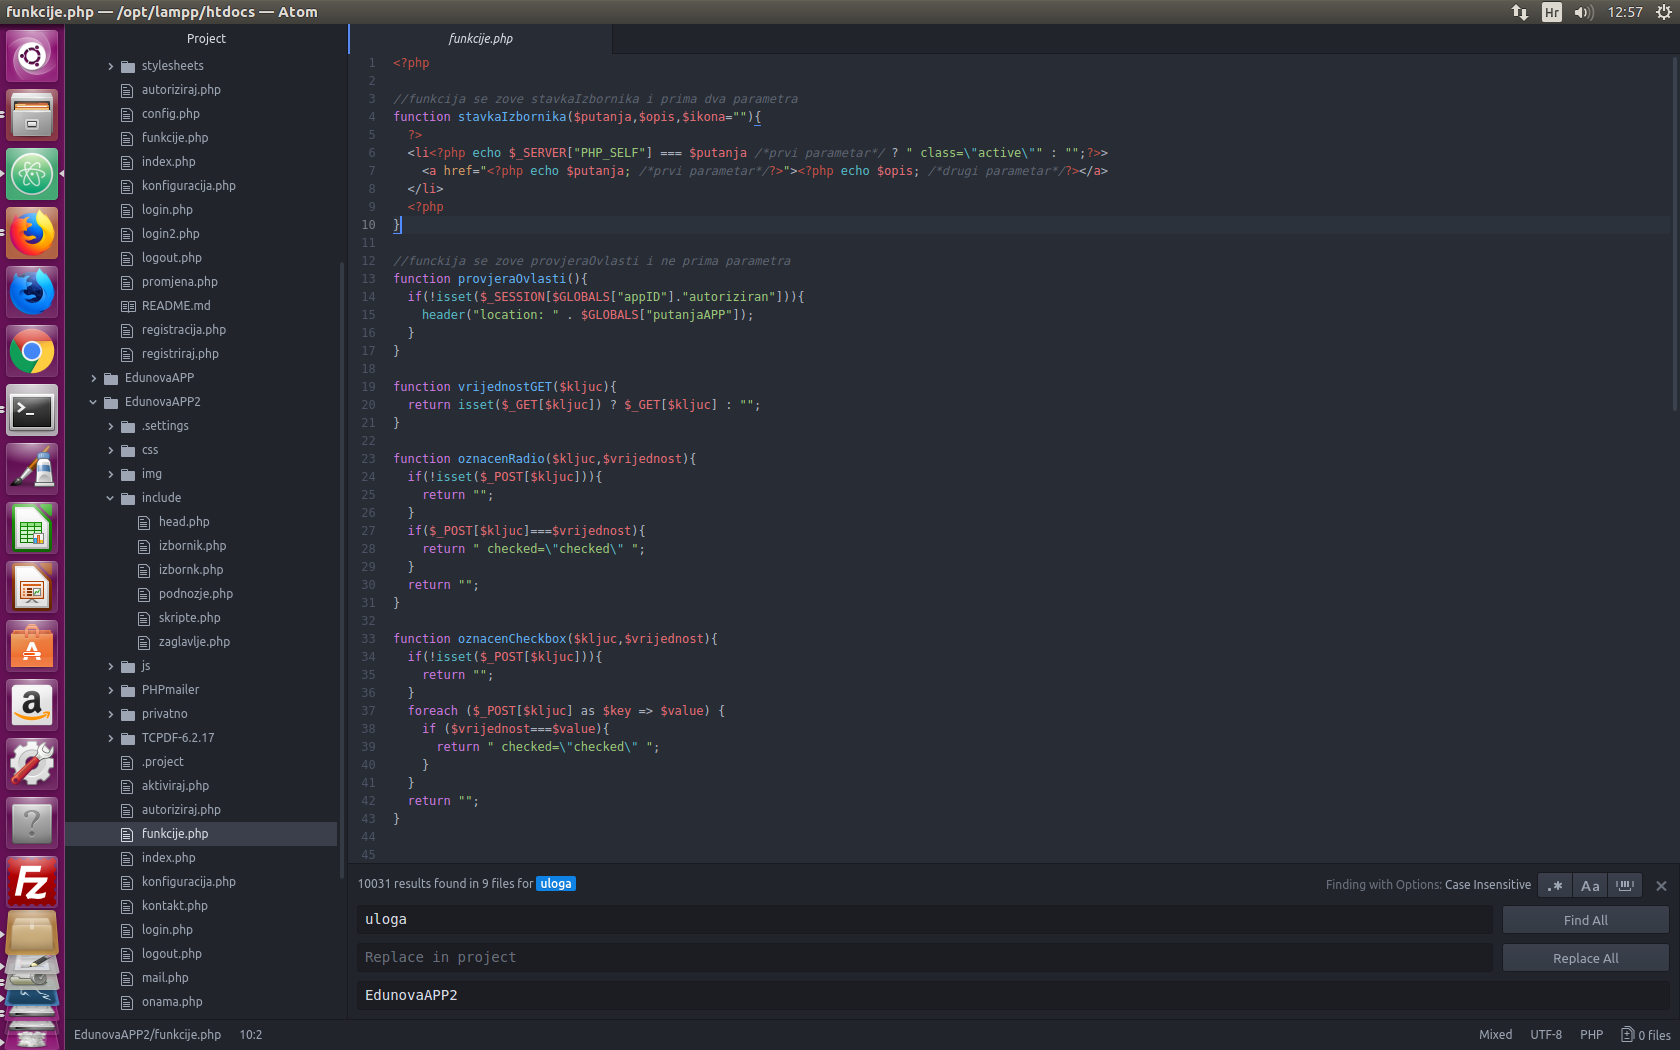 funkcije.php — /opt/lampp/htdocs — Atom
Hr
12:57
Project
stylesheets
autoriziraj.php
config.php
funkcije.php
index.php
konfiguracija.php
login.php
login2.php
logout.php
promjena.php
README.md
registracija.php
registriraj.php
EdunovaAPP
EdunovaAPP2
.settings
css
img
include
head.php
izbornik.php
izbornk.php
podnozje.php
skripte.php
zaglavlje.php
js
PHPmailer
privatno
TCPDF-6.2.17
.project
aktiviraj.php
autoriziraj.php
funkcije.php
index.php
konfiguracija.php
kontakt.php
login.php
logout.php
mail.php
onama.php
funkcije.php
1 <?php
2
3 //funkcija se zove stavkaIzbornika i prima dva parametra
4 function stavkaIzbornika($putanja,$opis,$ikona=""){
5   ?>
6   <li<?php echo $_SERVER["PHP_SELF"] === $putanja /*prvi parametar*/ ? " class=\"active\"" : "";?>>
7     <a href="<?php echo $putanja; /*prvi parametar*/?>"><?php echo $opis; /*drugi parametar*/?></a>
8   </li>
9   <?php
10 }
11
12 //funckija se zove provjeraOvlasti i ne prima parametra
13 function provjeraOvlasti(){
14   if(!isset($_SESSION[$GLOBALS["appID"]."autoriziran"])){
15     header("location: " . $GLOBALS["putanjaAPP"]);
16   }
17 }
18
19 function vrijednostGET($kljuc){
20   return isset($_GET[$kljuc]) ? $_GET[$kljuc] : "";
21 }
22
23 function oznacenRadio($kljuc,$vrijednost){
24   if(!isset($_POST[$kljuc])){
25     return "";
26   }
27   if($_POST[$kljuc]===$vrijednost){
28     return " checked=\"checked\" ";
29   }
30   return "";
31 }
32
33 function oznacenCheckbox($kljuc,$vrijednost){
34   if(!isset($_POST[$kljuc])){
35     return "";
36   }
37   foreach ($_POST[$kljuc] as $key => $value) {
38     if ($vrijednost===$value){
39       return " checked=\"checked\" ";
40     }
41   }
42   return "";
43 }
44
45
10031 results found in 9 files for uloga
Finding with Options: Case Insensitive
.* Aa
uloga
Find All
Replace in project
Replace All
EdunovaAPP2
EdunovaAPP2/funkcije.php 10:2
Mixed UTF-8 PHP 0 files